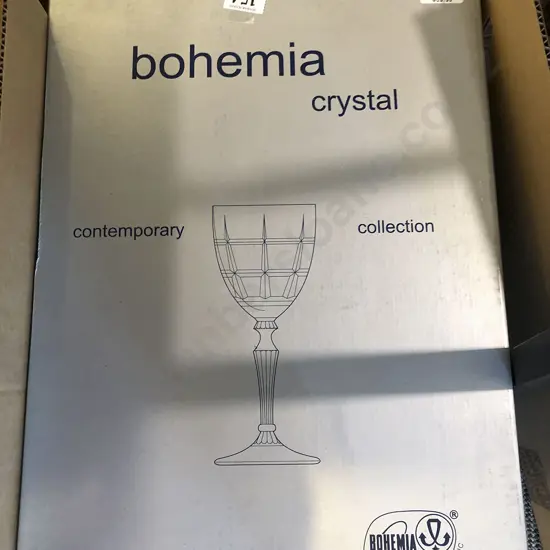 bohemia
crystal
contemporary collection
BOHEMIA
®